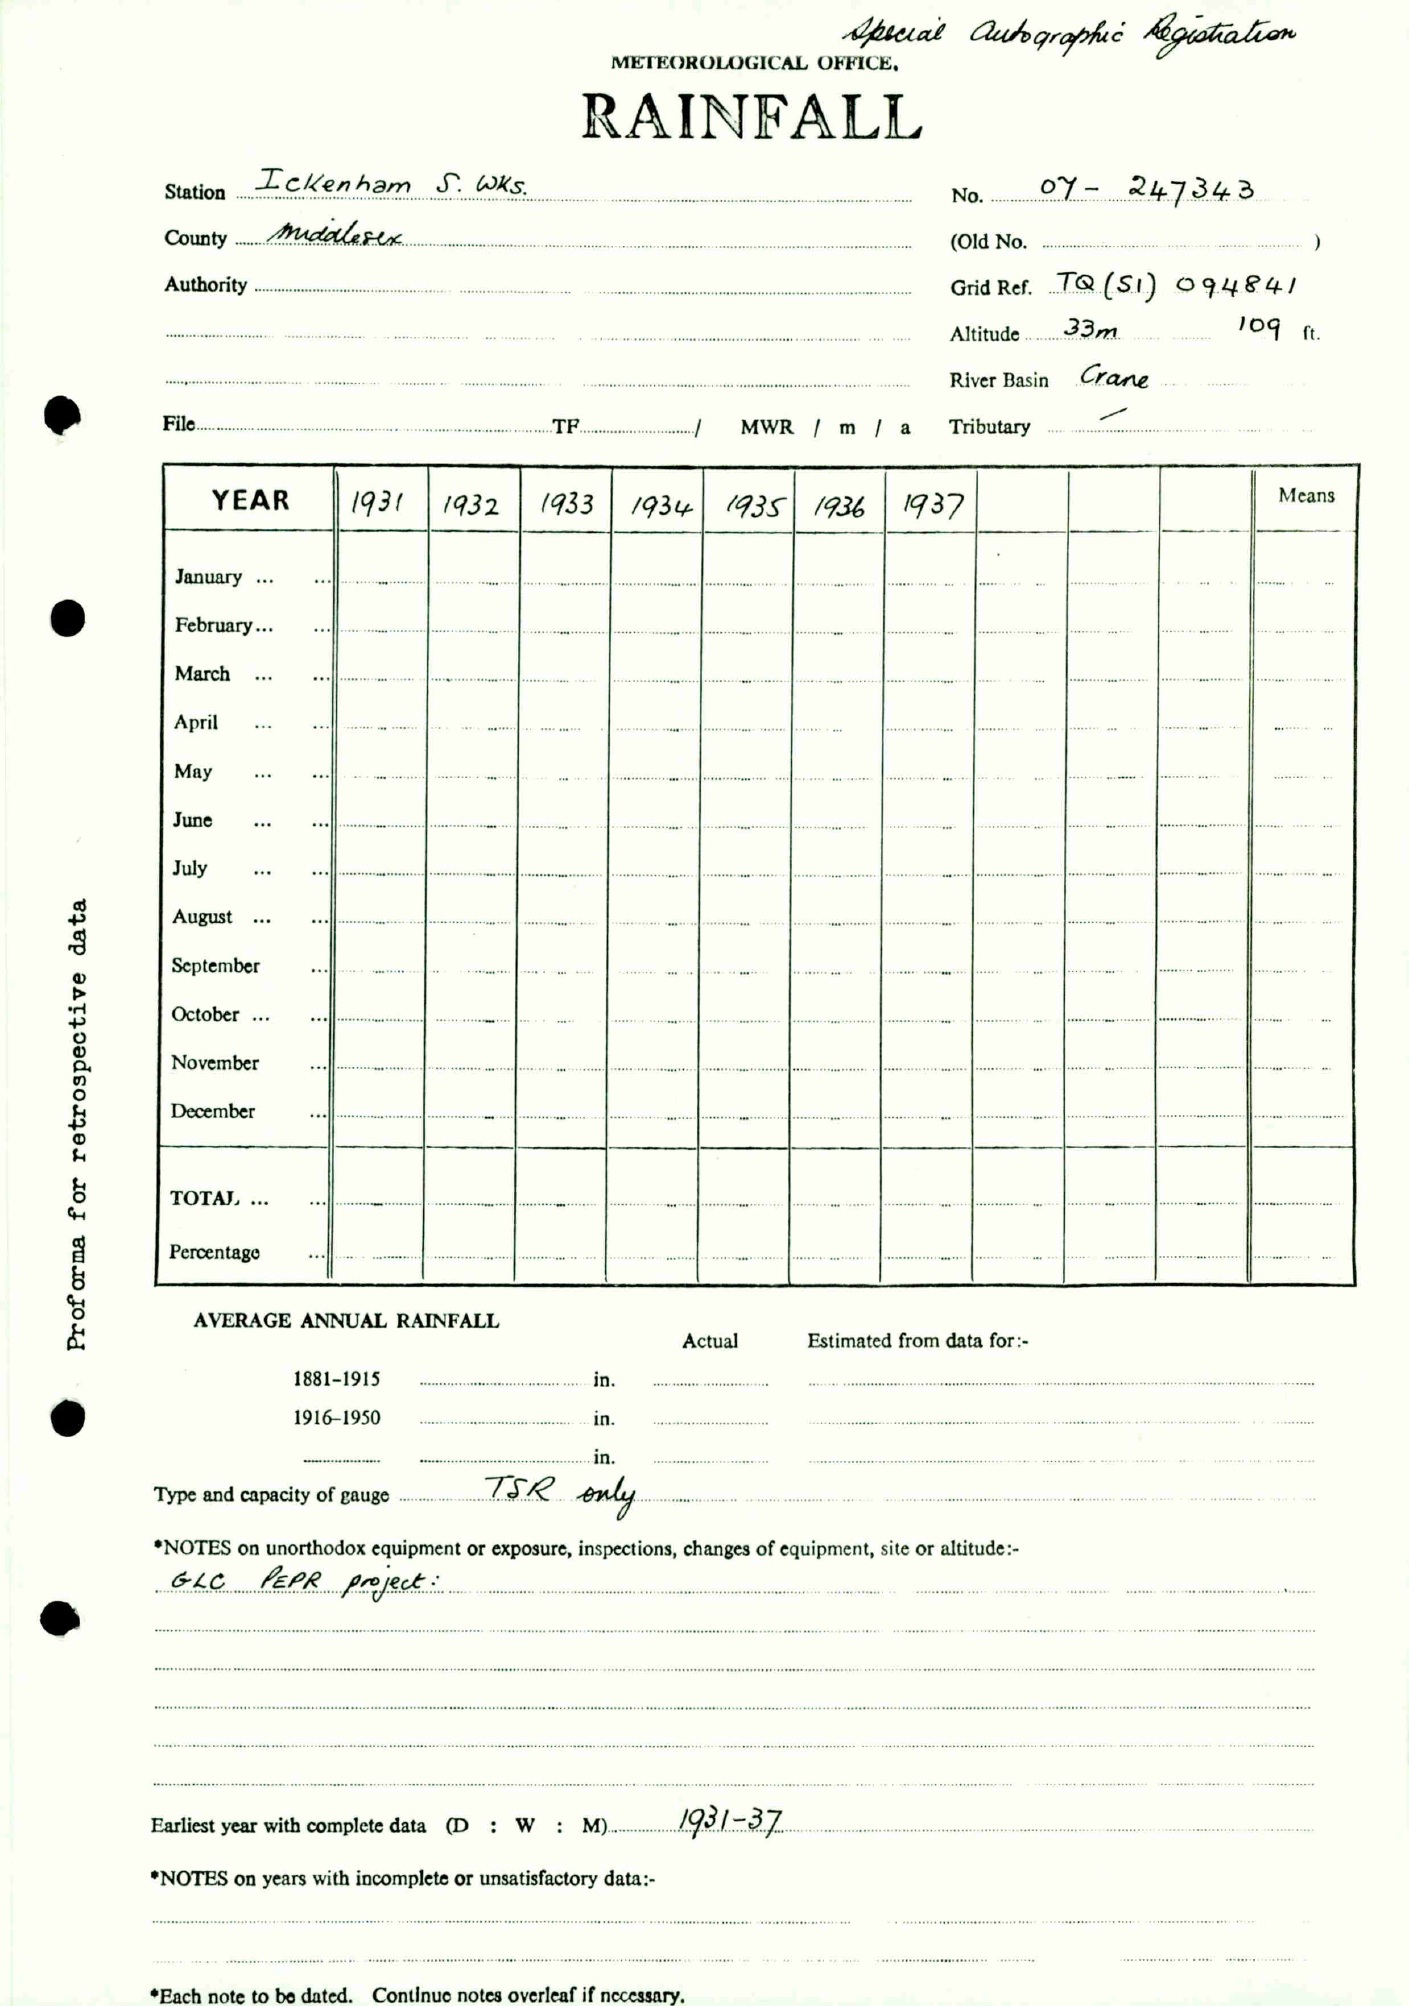 Special Autographic Registration
METEOROLOGICAL OFFICE.
RAINFALL
Station Ickenham S. Wks. No. 07 - 247343
County Middlesex (Old No. )
Authority Grid Ref. TQ (51) 094841
Altitude 33m 109 ft.
River Basin Crane
File TF / MWR / m / a Tributary —
YEAR 1931 1932 1933 1934 1935 1936 1937 Means
January ... ...
February... ...
March ... ...
April ... ...
May ... ...
June ... ...
July ... ...
August ... ...
September ...
October ... ...
November ...
December ...
TOTAL ... ...
Percentage ...
Proforma for retrospective data
AVERAGE ANNUAL RAINFALL
Actual Estimated from data for:-
1881–1915 in.
1916–1950 in.
in.
Type and capacity of gauge TSR only
*NOTES on unorthodox equipment or exposure, inspections, changes of equipment, site or altitude:-
GLC PEPR project:
Earliest year with complete data (D : W : M) 1931-37
*NOTES on years with incomplete or unsatisfactory data:-
*Each note to be dated. Continue notes overleaf if necessary.